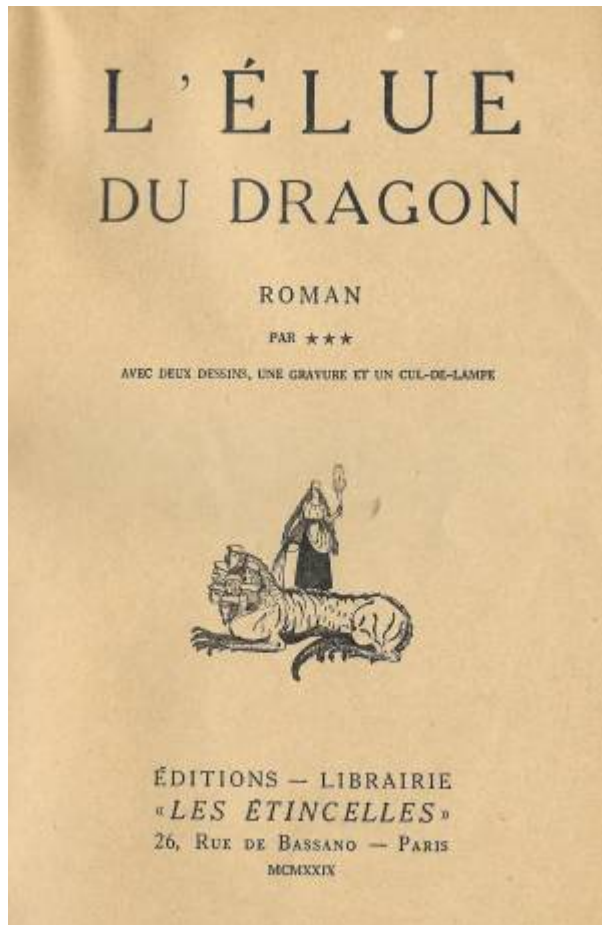 L'ÉLUE
DU DRAGON
ROMAN
PAR ★★★
AVEC DEUX DESSINS, UNE GRAVURE ET UN CUL-DE-LAMPE
ÉDITIONS — LIBRAIRIE
« LES ÉTINCELLES »
26, RUE DE BASSANO — PARIS
MCMXXIX